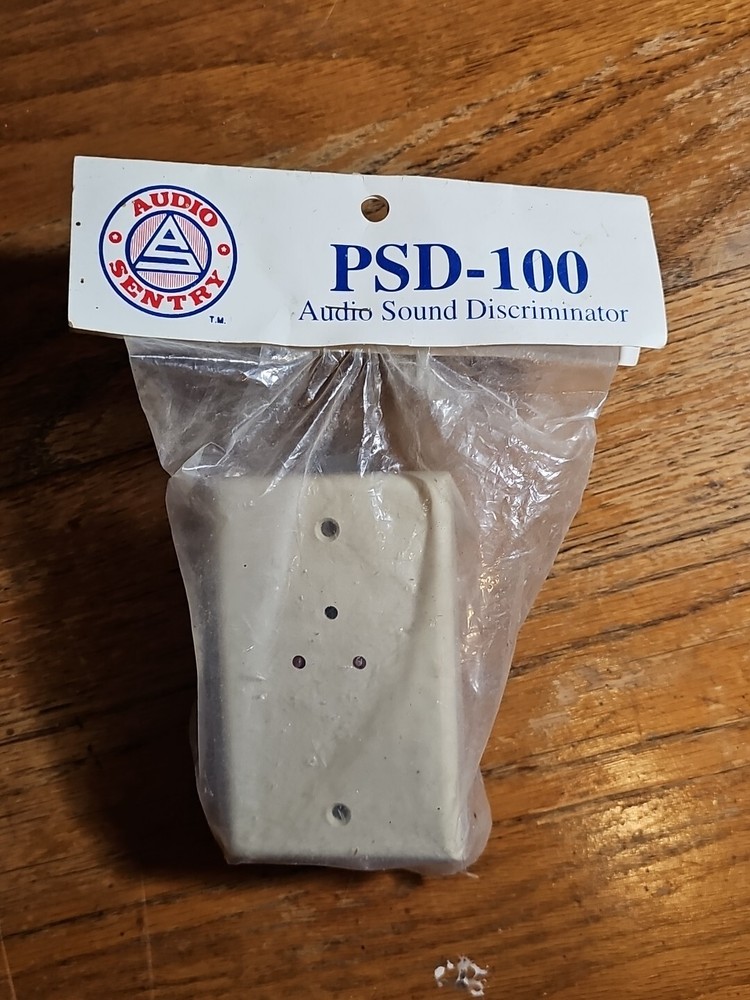 AUDIO
SENTRY
T.M.
PSD-100
Audio Sound Discriminator